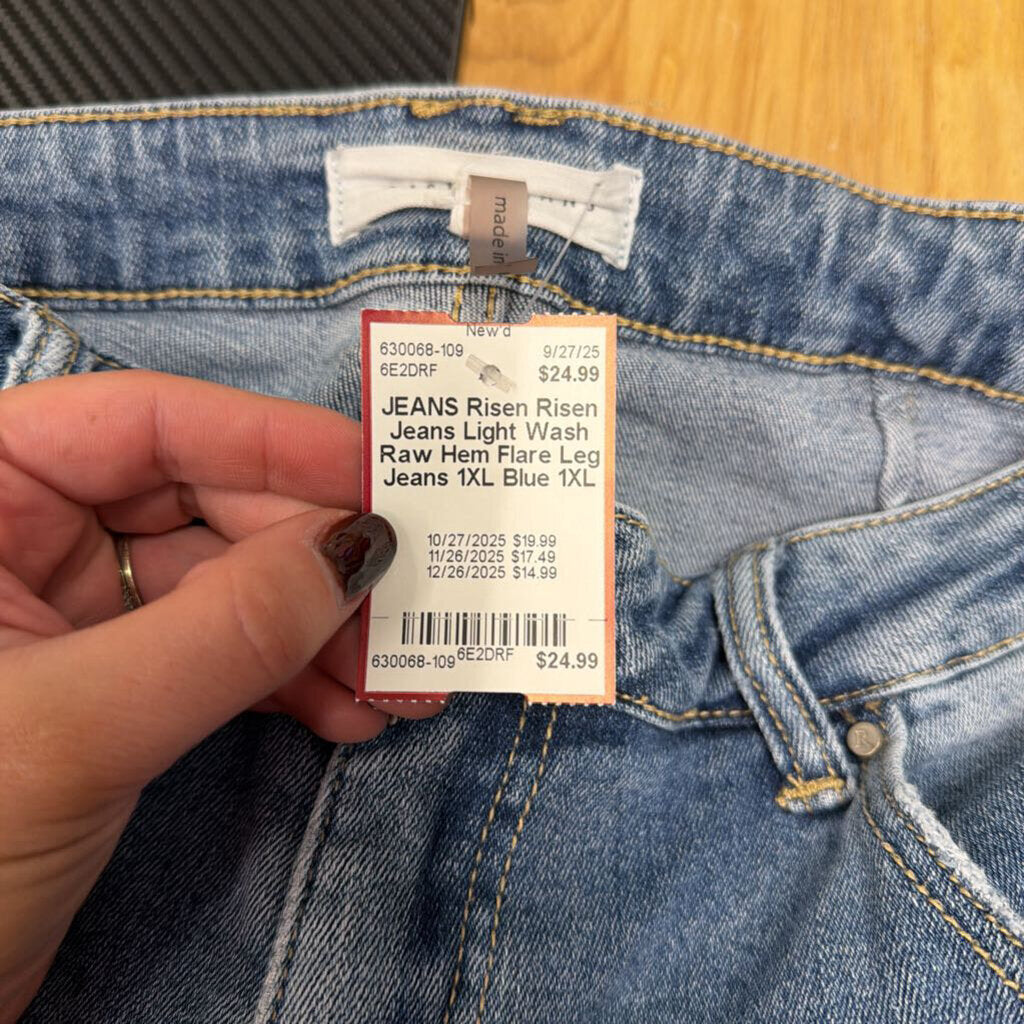 made in
New'd
630068-109 9/27/25
6E2DRF $24.99
JEANS Risen Risen
Jeans Light Wash
Raw Hem Flare Leg
Jeans 1XL Blue 1XL
10/27/2025 $19.99
11/26/2025 $17.49
12/26/2025 $14.99
630068-109 6E2DRF $24.99
R